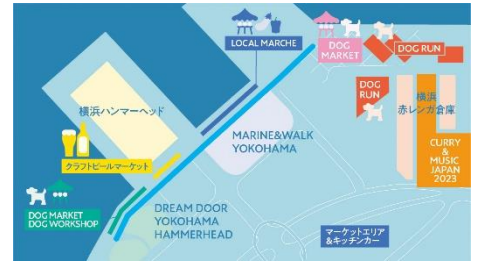 LOCAL MARCHE
DOG
MARKET
DOG RUN
DOG
RUN
横浜
赤レンガ倉庫
横浜ハンマーヘッド
MARINE&WALK
YOKOHAMA
CURRY
&
MUSIC
JAPAN
2023
クラフトビールマーケット
DOG MARKET
DOG WORKSHOP
DREAM DOOR
YOKOHAMA
HAMMERHEAD
マーケットエリア
&キッチンカー